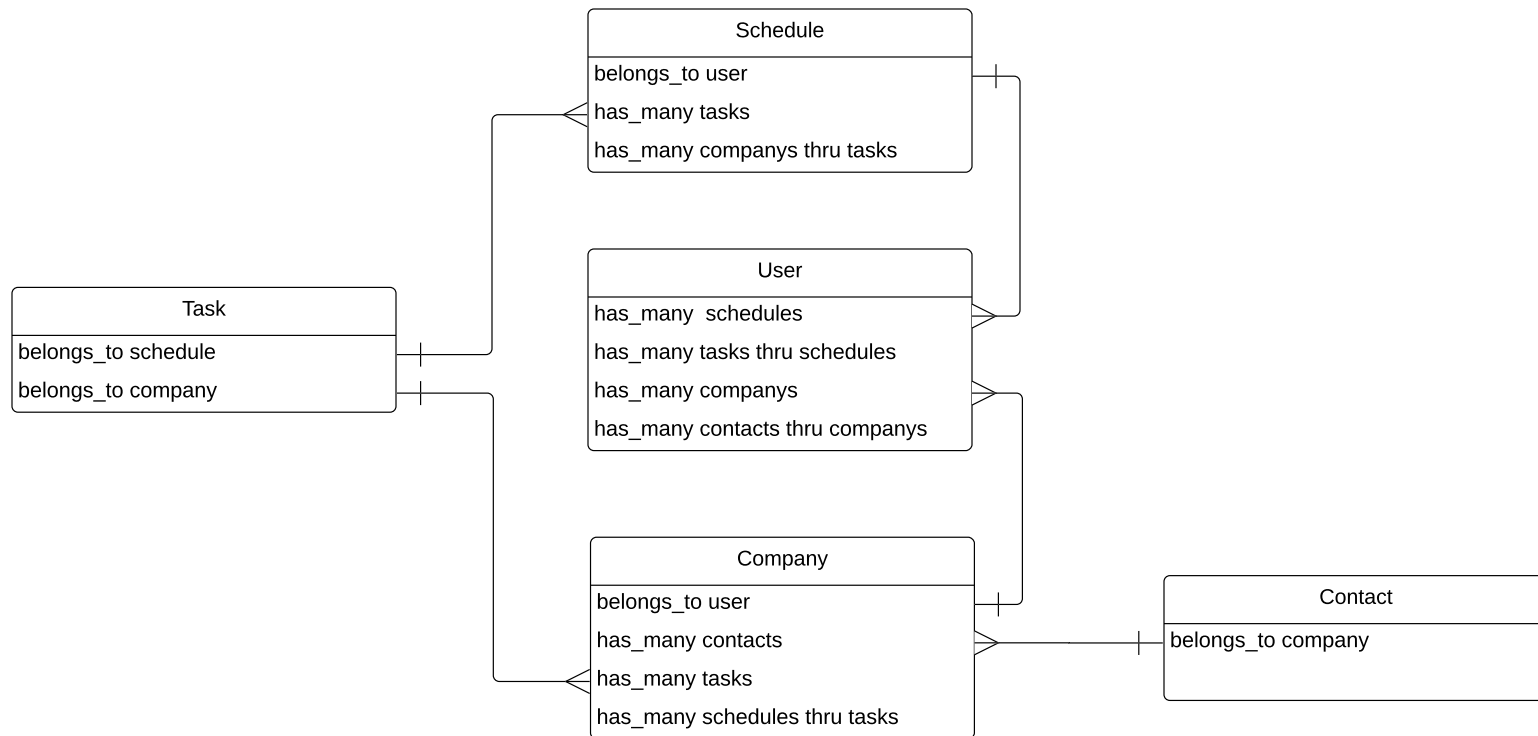 Schedule
belongs_to user
has_many tasks
has_many companys thru tasks
User
has_many  schedules
has_many tasks thru schedules
has_many companys
has_many contacts thru companys
Task
belongs_to schedule
belongs_to company
Company
belongs_to user
has_many contacts
has_many tasks
has_many schedules thru tasks
Contact
belongs_to company